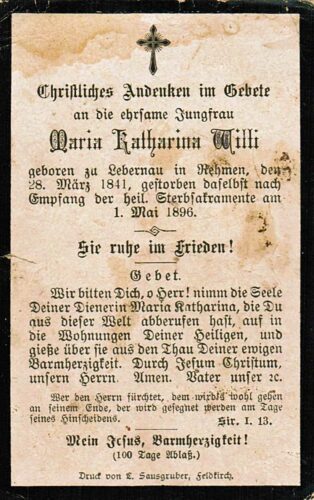 Christliches Andenken im Gebete
an die ehrsame Jungfrau
Maria Katharina Willi
geboren zu Lebernau in Rehmen, den
28. März 1841, gestorben daselbst nach
Empfang der heil. Sterbsakramente am
1. Mai 1896.
Sie ruhe im Frieden!
Gebet.
Wir bitten Dich, o Herr! nimm die Seele
Deiner Dienerin Maria Katharina, die Du
aus dieser Welt abberufen hast, auf in
die Wohnungen Deiner Heiligen, und
gieße über sie aus den Thau Deiner ewigen
Barmherzigkeit. Durch Jesum Christum,
unsern Herrn. Amen. Vater unser ꝛc.
Wer den Herrn fürchtet, dem wird's wohl gehen
an seinem Ende, der wird gesegnet werden am Tage
seines Hinscheidens. Sir. I. 13.
Mein Jesus, Barmherzigkeit!
(100 Tage Ablaß.)
Druck von L. Sausgruber, Feldkirch.